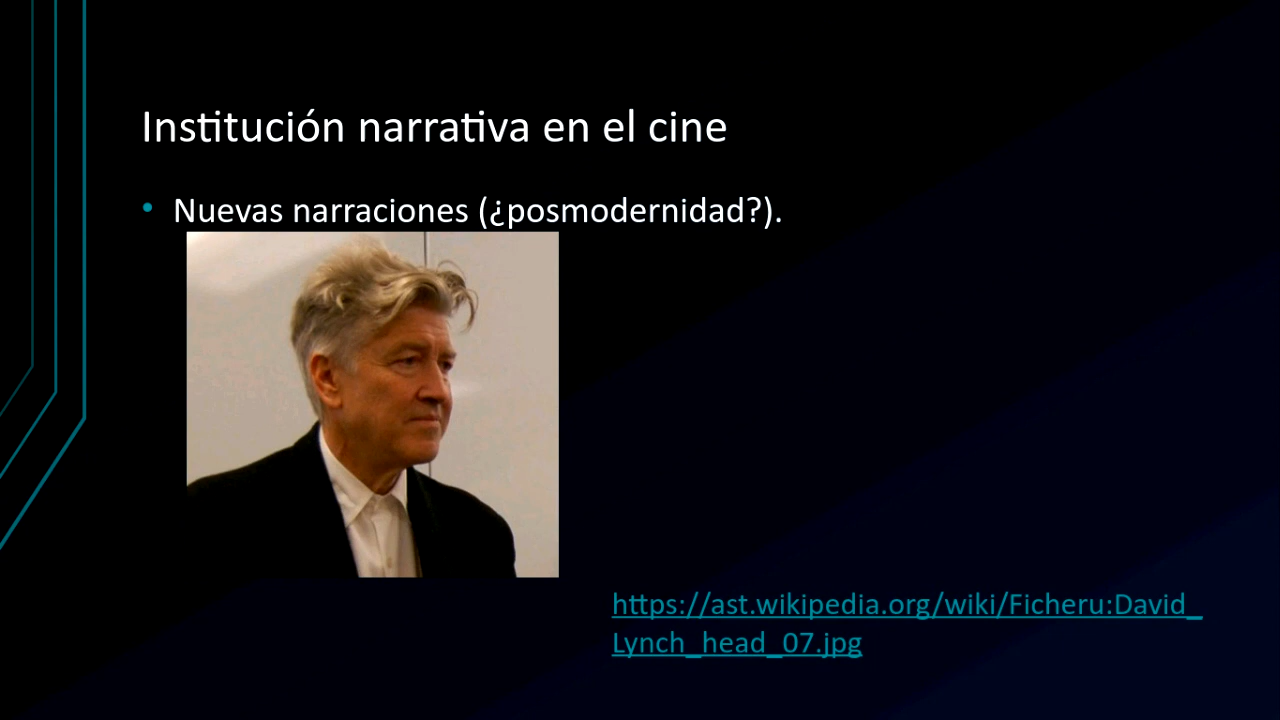 Institución narrativa en el cine
• Nuevas narraciones (¿posmodernidad?).
https://ast.wikipedia.org/wiki/Ficheru:David_
Lynch_head_07.jpg